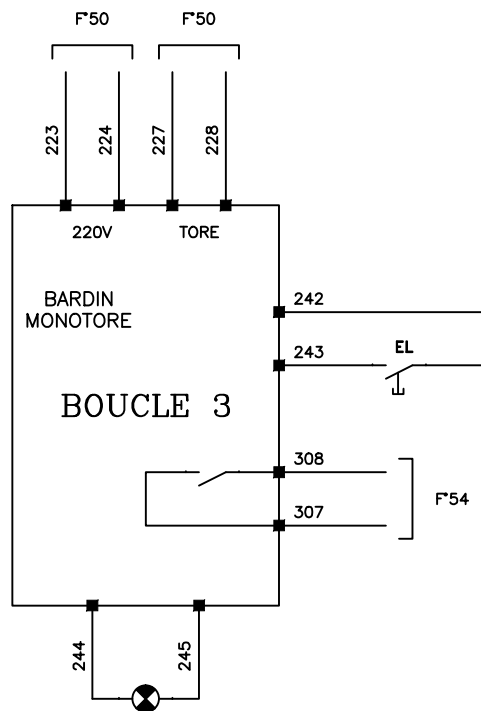 F°50 F°50
223 224 227 228
220V TORE
BARDIN
MONOTORE
242
243 EL
BOUCLE 3
308
F°54
307
244 245